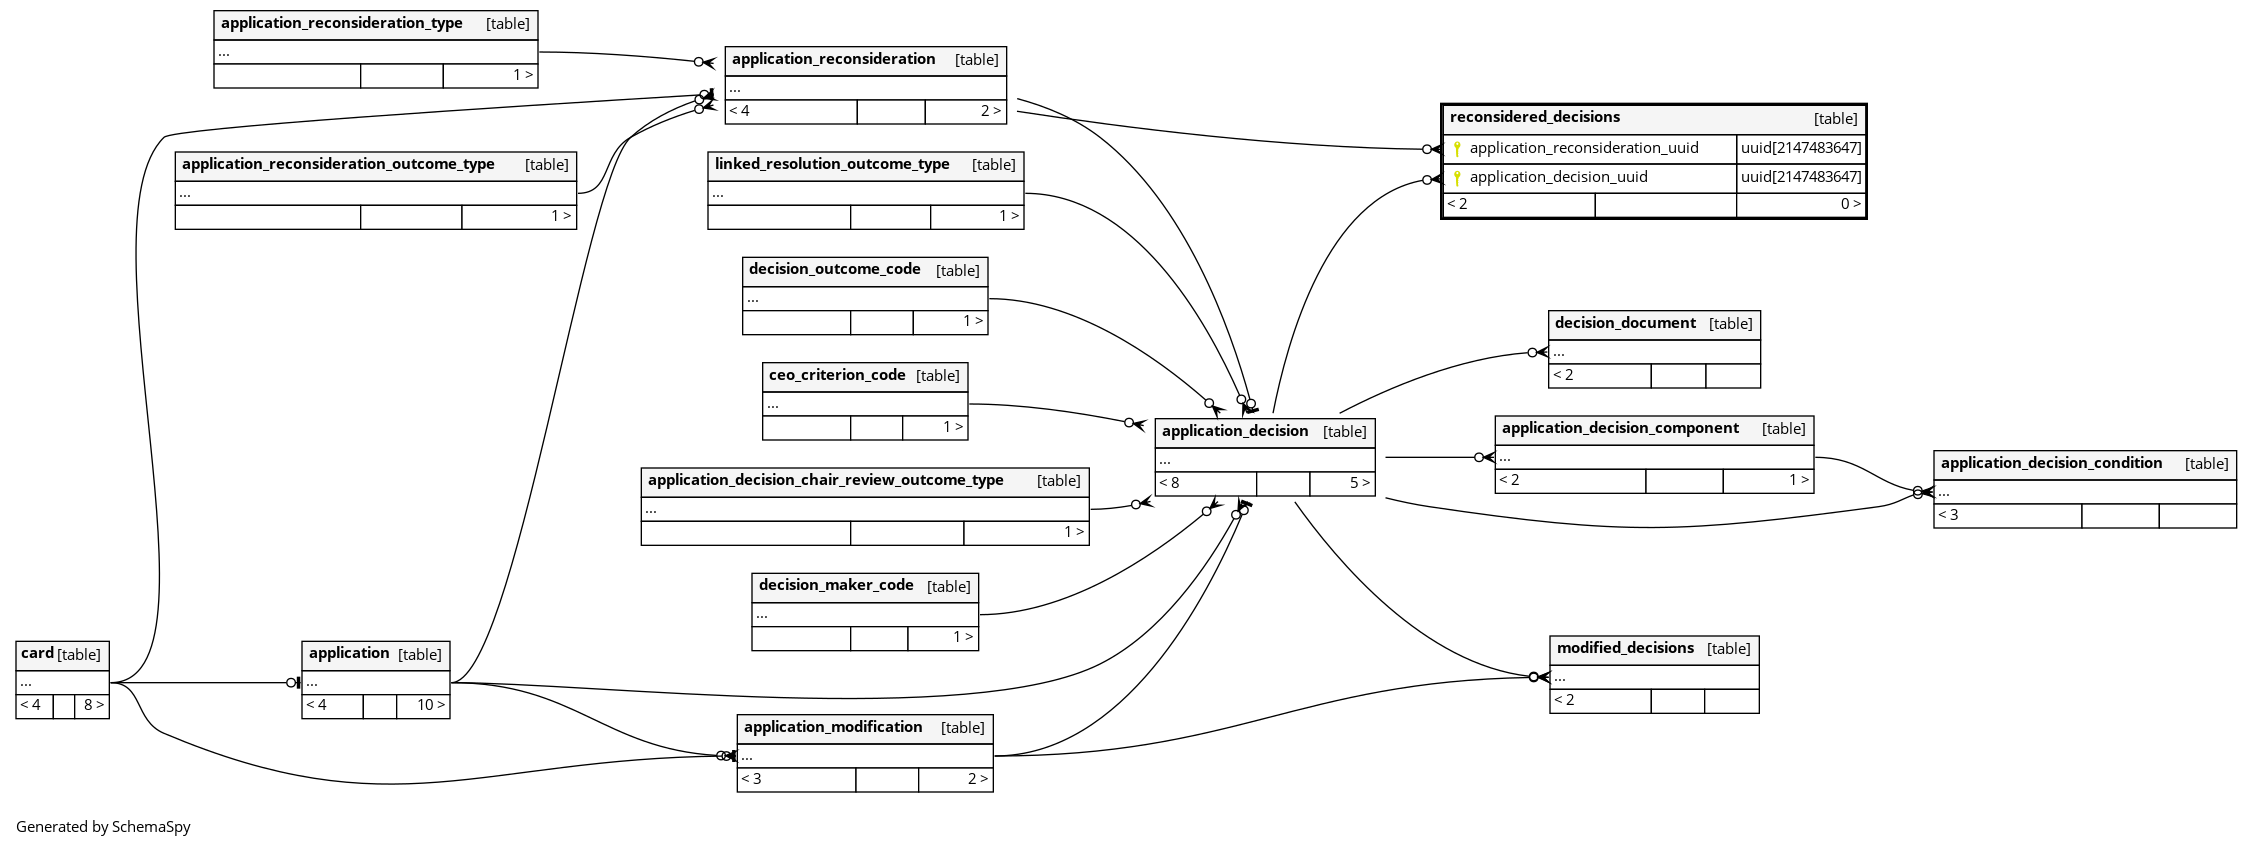 application_reconsideration_type [table]
...
1 >
application_reconsideration [table]
...
< 4 2 >
reconsidered_decisions [table]
application_reconsideration_uuid uuid[2147483647]
application_decision_uuid uuid[2147483647]
< 2 0 >
application_reconsideration_outcome_type [table]
...
1 >
linked_resolution_outcome_type [table]
...
1 >
decision_outcome_code [table]
...
1 >
decision_document [table]
...
< 2
ceo_criterion_code [table]
...
1 >
application_decision [table]
...
< 8 5 >
application_decision_component [table]
...
< 2 1 >
application_decision_condition [table]
...
< 3
application_decision_chair_review_outcome_type [table]
...
1 >
decision_maker_code [table]
...
1 >
card [table]
...
< 4 8 >
application [table]
...
< 4 10 >
modified_decisions [table]
...
< 2
application_modification [table]
...
< 3 2 >
Generated by SchemaSpy